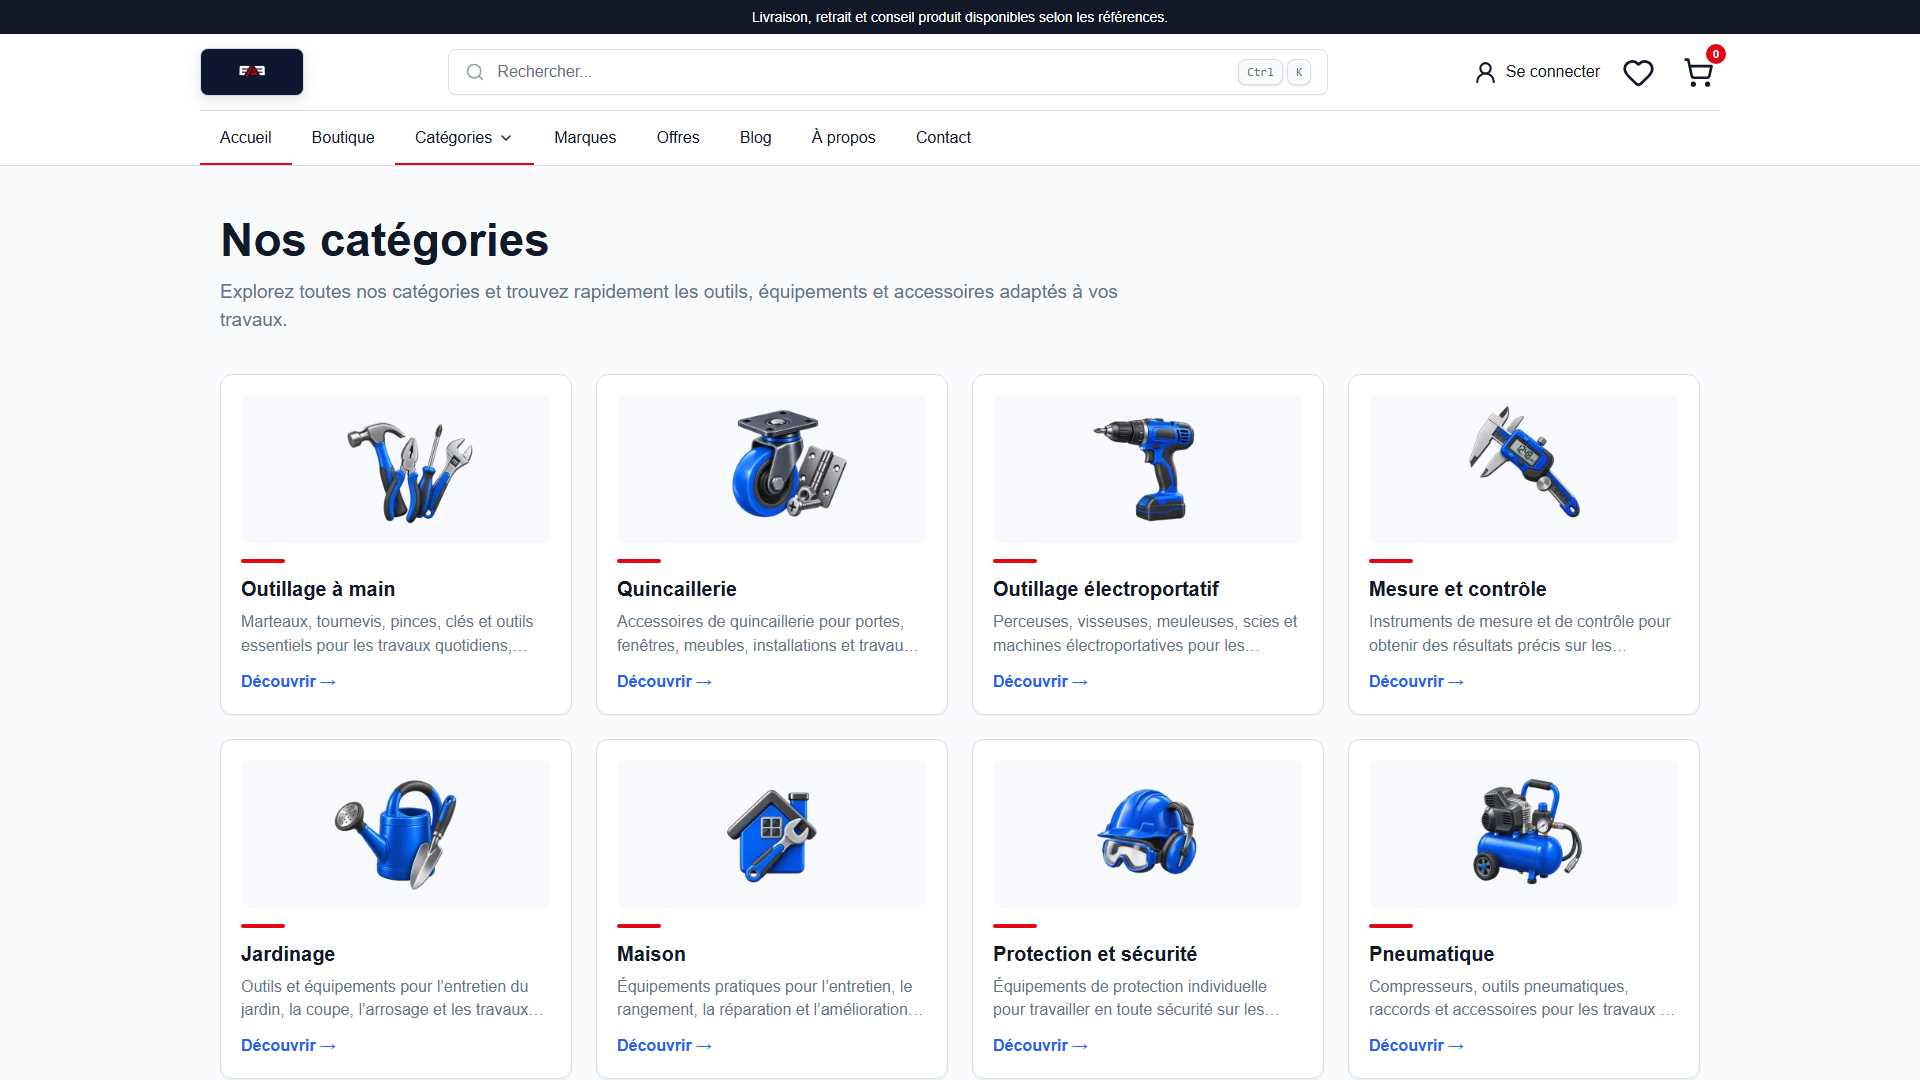 Livraison, retrait et conseil produit disponibles selon les références.
Rechercher...
Ctrl K
Se connecter
0
Accueil
Boutique
Catégories
Marques
Offres
Blog
À propos
Contact
Nos catégories
Explorez toutes nos catégories et trouvez rapidement les outils, équipements et accessoires adaptés à vos
travaux.
Outillage à main
Marteaux, tournevis, pinces, clés et outils
essentiels pour les travaux quotidiens,…
Découvrir →
Quincaillerie
Accessoires de quincaillerie pour portes,
fenêtres, meubles, installations et travau…
Découvrir →
Outillage électroportatif
Perceuses, visseuses, meuleuses, scies et
machines électroportatives pour les…
Découvrir →
Mesure et contrôle
Instruments de mesure et de contrôle pour
obtenir des résultats précis sur les…
Découvrir →
Jardinage
Outils et équipements pour l’entretien du
jardin, la coupe, l’arrosage et les travaux…
Découvrir →
Maison
Équipements pratiques pour l’entretien, le
rangement, la réparation et l’amélioration…
Découvrir →
Protection et sécurité
Équipements de protection individuelle
pour travailler en toute sécurité sur les…
Découvrir →
Pneumatique
Compresseurs, outils pneumatiques,
raccords et accessoires pour les travaux …
Découvrir →